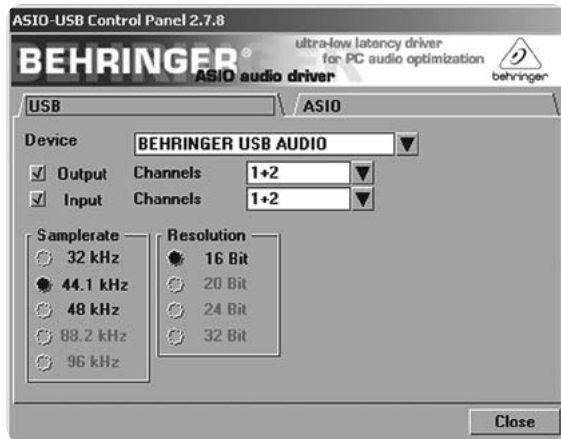 ASIO-USB Control Panel 2.7.8
BEHRINGER®
ultra-low latency driver
for PC audio optimization
ASIO audio driver
behringer
USB
ASIO
Device BEHRINGER USB AUDIO
Output Channels 1+2
Input Channels 1+2
Samplerate
32 kHz
44.1 kHz
48 kHz
88.2 kHz
96 kHz
Resolution
16 Bit
20 Bit
24 Bit
32 Bit
Close